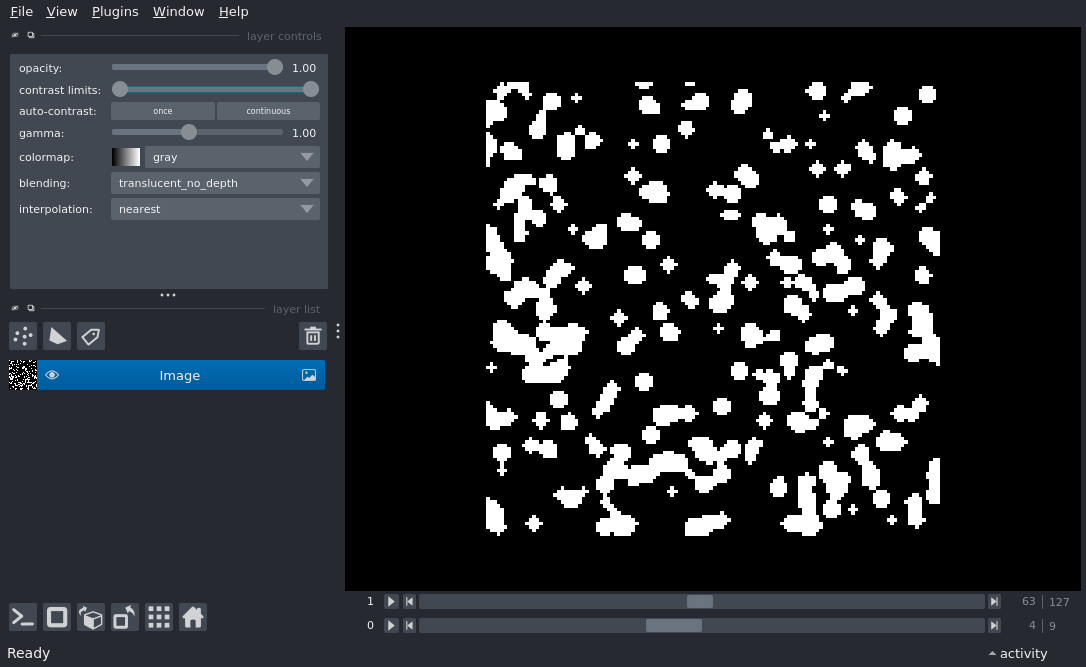 File View Plugins Window Help
layer controls
opacity: 1.00
contrast limits:
auto-contrast: once continuous
gamma: 1.00
colormap: gray
blending: translucent_no_depth
interpolation: nearest
layer list
Image
1 63 127
0 4 9
Ready activity